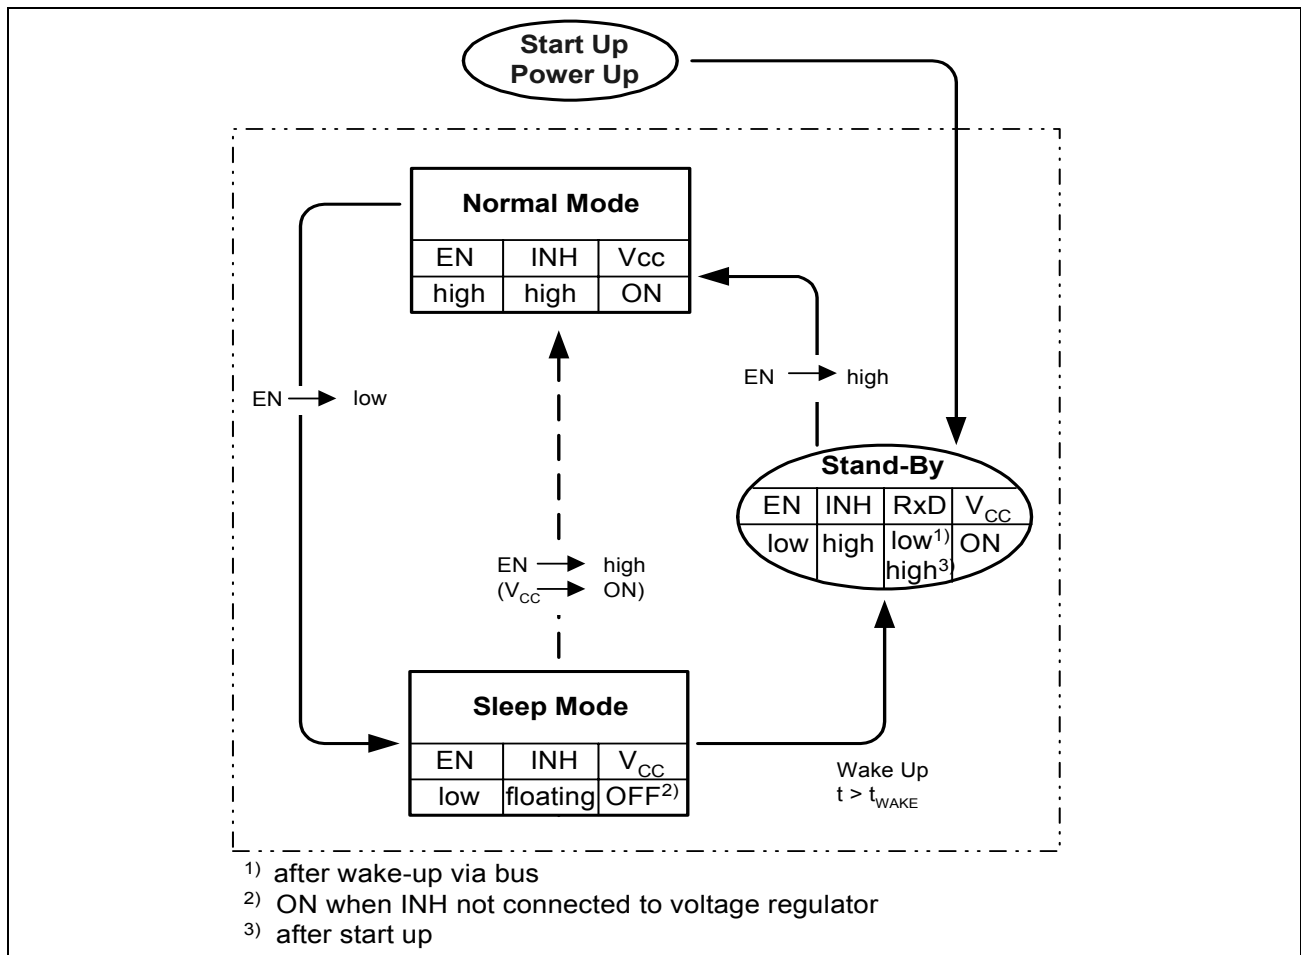 Start Up
Power Up
Normal Mode
EN INH Vcc
high high ON
EN low
EN high
Stand-By
EN INH RxD VCC
low high low1) ON
high3)
EN high
(VCC ON)
Sleep Mode
EN INH VCC
low floating OFF2)
Wake Up
t > tWAKE
1) after wake-up via bus
2) ON when INH not connected to voltage regulator
3) after start up